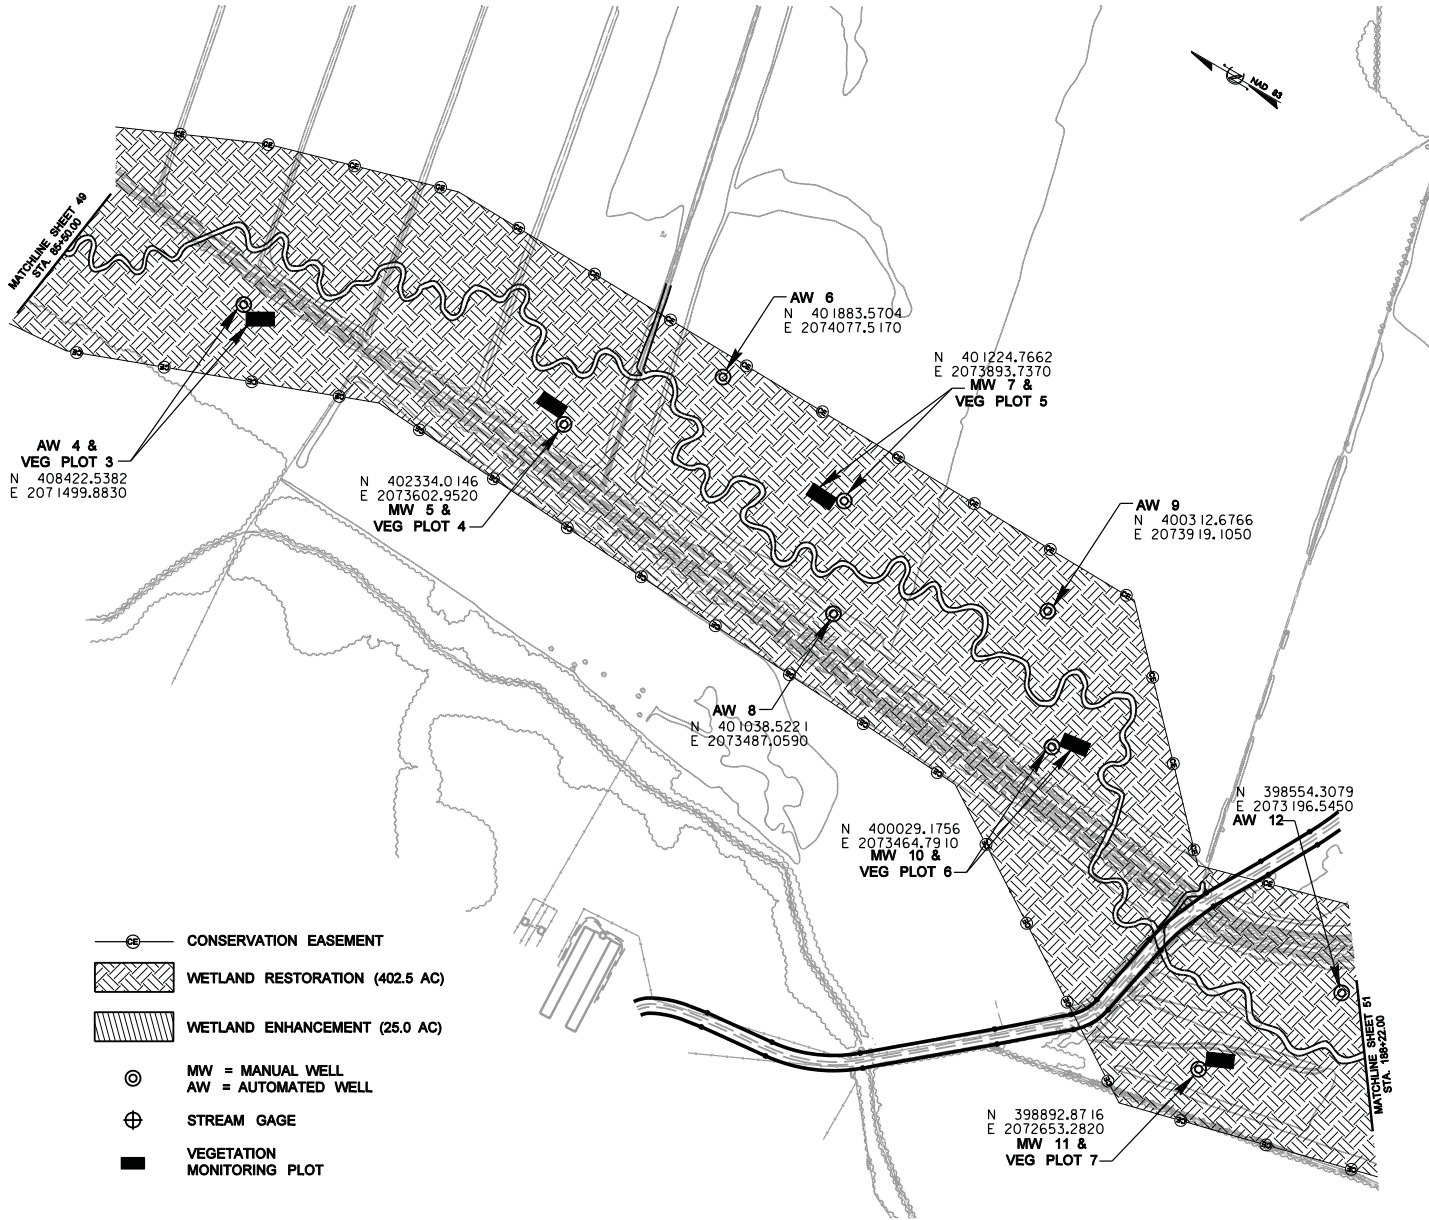 NAD 83
MATCHLINE SHEET 49
STA. 85+50.00
AW 6
N 401883.5704
E 2074077.5170
N 401224.7662
E 2073893.7370
MW 7 &
VEG PLOT 5
AW 4 &
VEG PLOT 3
N 408422.5382
E 2071499.8830
N 402334.0146
E 2073602.9520
MW 5 &
VEG PLOT 4
AW 9
N 400312.6766
E 2073919.1050
AW 8
N 401038.5221
E 2073487.0590
N 398554.3079
E 2073196.5450
AW 12
N 400029.1756
E 2073464.7910
MW 10 &
VEG PLOT 6
MATCHLINE SHEET 51
STA. 188+22.00
N 398892.8716
E 2072653.2820
MW 11 &
VEG PLOT 7
CE CONSERVATION EASEMENT
WETLAND RESTORATION (402.5 AC)
WETLAND ENHANCEMENT (25.0 AC)
MW = MANUAL WELL
AW = AUTOMATED WELL
STREAM GAGE
VEGETATION
MONITORING PLOT